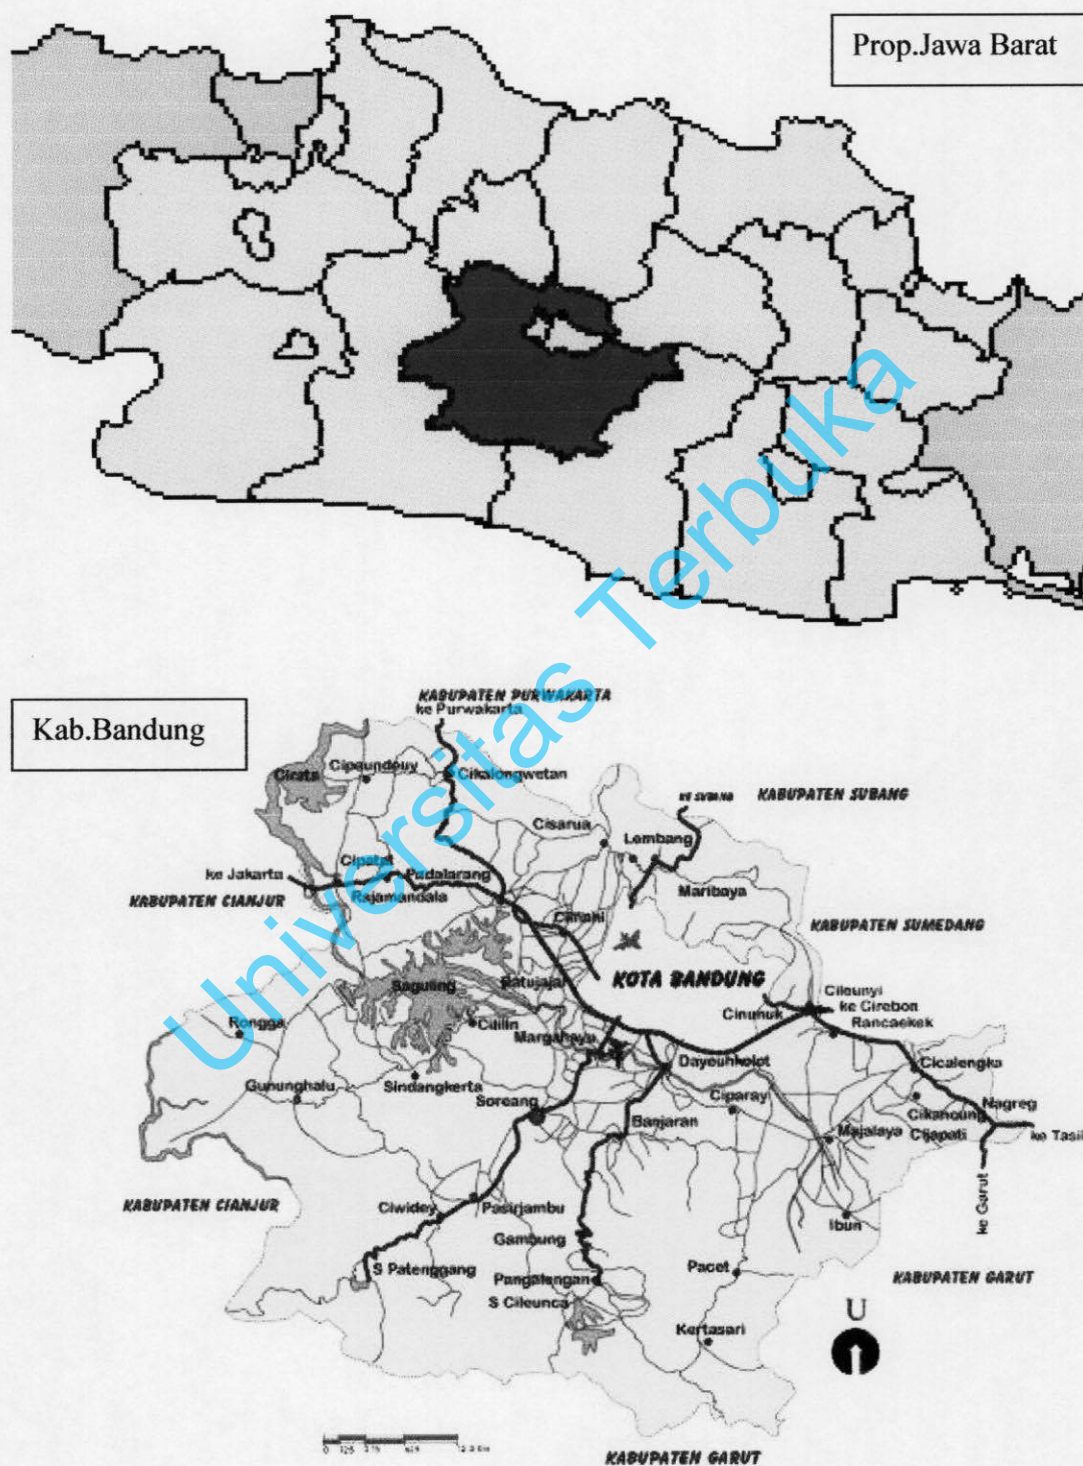 Prop.Jawa Barat
Kab.Bandung
KABUPATEN PURWAKARTA
ke Purwakarta
Cirata
Cipeundeuy
Cikalongwetan
ke SUBANG
KABUPATEN SUBANG
Cisarua
Lembang
ke Jakarta
Cipatat
Padalarang
Maribaya
KABUPATEN CIANJUR
Rajamandala
Cimahi
KABUPATEN SUMEDANG
Saguling
Batujajar
KOTA BANDUNG
Cileunyi
ke Cirebon
Cinunuk
Rancaekek
Rongga
Cililin
Margahayu
Dayeuhkolot
Cicalengka
Gununghalu
Sindangkerta
Soreang
Ciparay
Cikancung
Nagreg
Banjaran
Majalaya
Cijapati
ke Tasik
KABUPATEN CIANJUR
Ciwidey
Pasirjambu
ke Garut
Ibun
Gambung
S Patenggang
Pangalengan
Pacet
KABUPATEN GARUT
S Cileunca
U
Kertasari
KABUPATEN GARUT
Universitas Terbuka